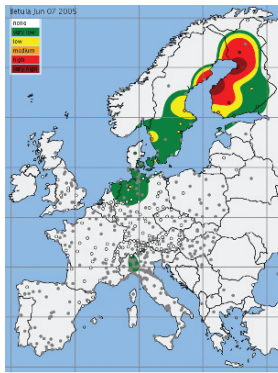 Betula Jun 07 2005
none
very low
low
medium
high
very high